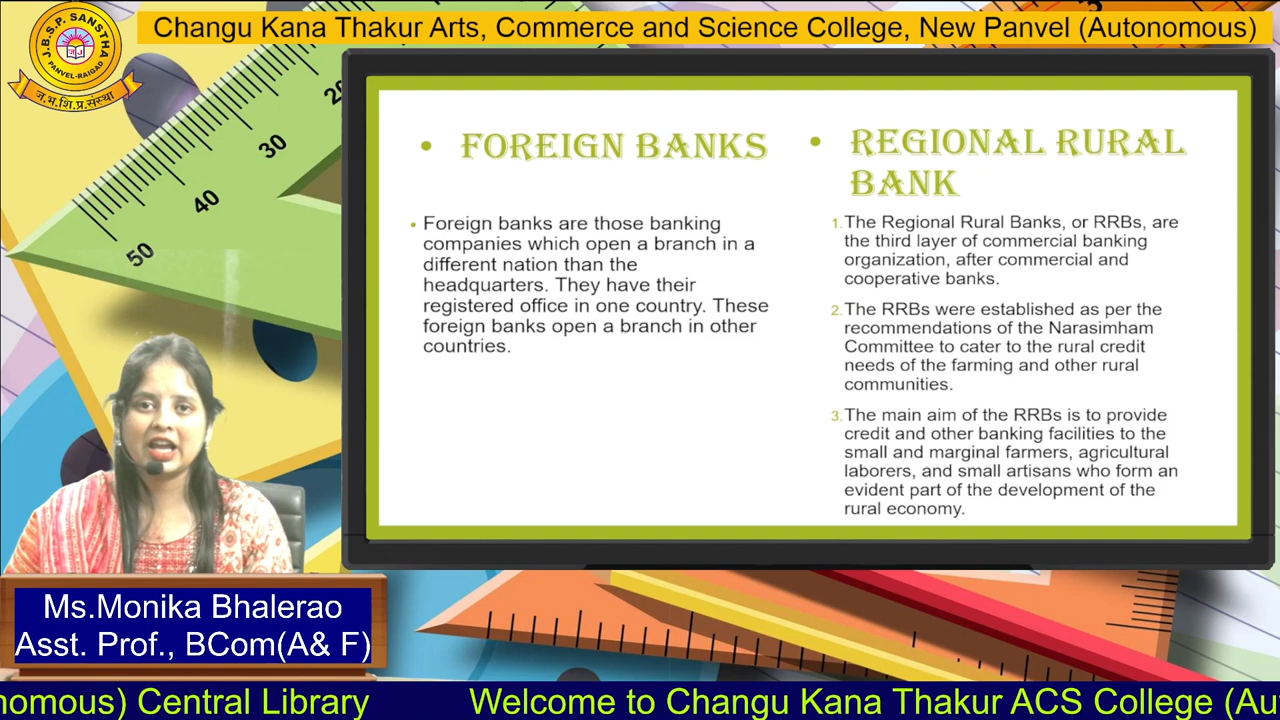 Changu Kana Thakur Arts, Commerce and Science College, New Panvel (Autonomous)
J.B.S.P. SANSTHA
PANVEL-RAIGAD
ज.भ.शि.प्र.संस्था
20
30
40
50
3
• FOREIGN BANKS
• Foreign banks are those banking
companies which open a branch in a
different nation than the
headquarters. They have their
registered office in one country. These
foreign banks open a branch in other
countries.
• REGIONAL RURAL
BANK
1. The Regional Rural Banks, or RRBs, are
the third layer of commercial banking
organization, after commercial and
cooperative banks.
2. The RRBs were established as per the
recommendations of the Narasimham
Committee to cater to the rural credit
needs of the farming and other rural
communities.
3. The main aim of the RRBs is to provide
credit and other banking facilities to the
small and marginal farmers, agricultural
laborers, and small artisans who form an
evident part of the development of the
rural economy.
Ms.Monika Bhalerao
Asst. Prof., BCom(A& F)
nomous) Central Library Welcome to Changu Kana Thakur ACS College (Au